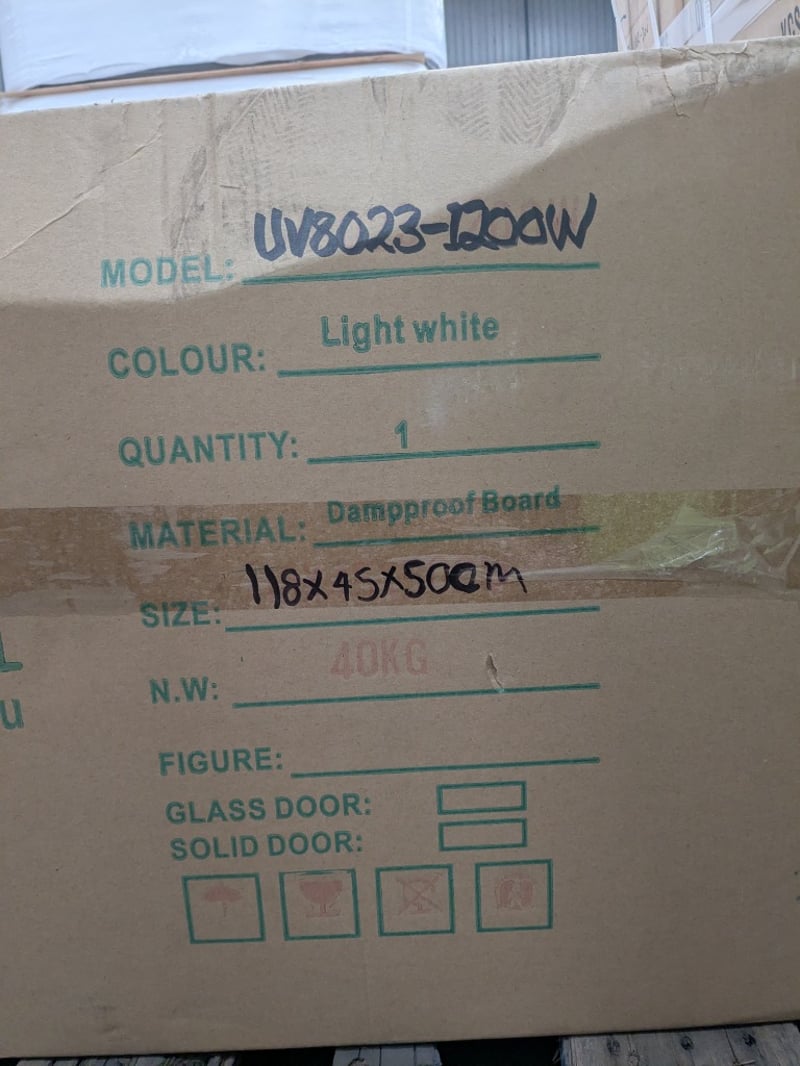 MODEL: UV8023-1200W
COLOUR: Light white
QUANTITY: 1
MATERIAL: Dampproof Board
SIZE: 118X45X50CM
N.W: 40KG
FIGURE:
GLASS DOOR:
SOLID DOOR: